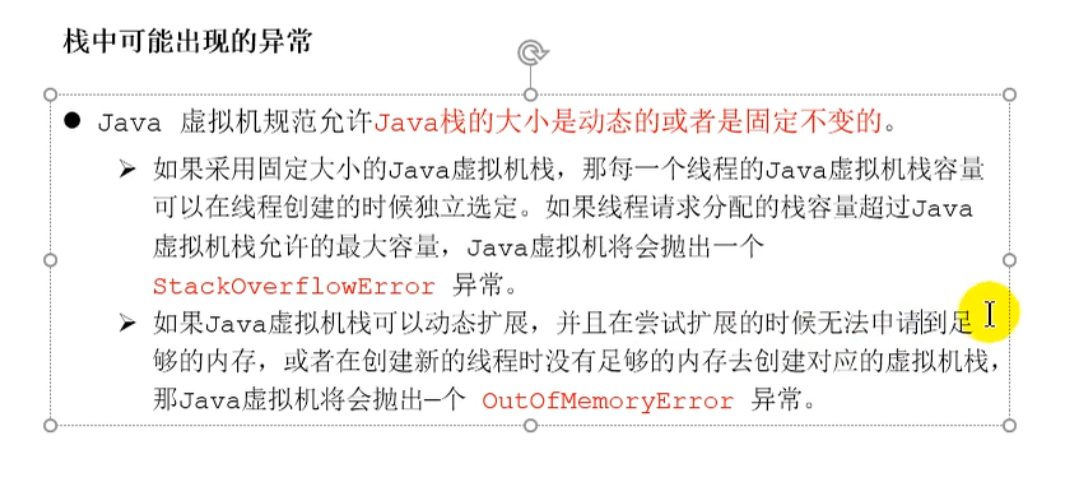 栈中可能出现的异常
● Java 虚拟机规范允许Java栈的大小是动态的或者是固定不变的。
➢ 如果采用固定大小的Java虚拟机栈，那每一个线程的Java虚拟机栈容量
可以在线程创建的时候独立选定。如果线程请求分配的栈容量超过Java
虚拟机栈允许的最大容量，Java虚拟机将会抛出一个
StackOverflowError 异常。
➢ 如果Java虚拟机栈可以动态扩展，并且在尝试扩展的时候无法申请到足
够的内存，或者在创建新的线程时没有足够的内存去创建对应的虚拟机栈，
那Java虚拟机将会抛出一个 OutOfMemoryError 异常。